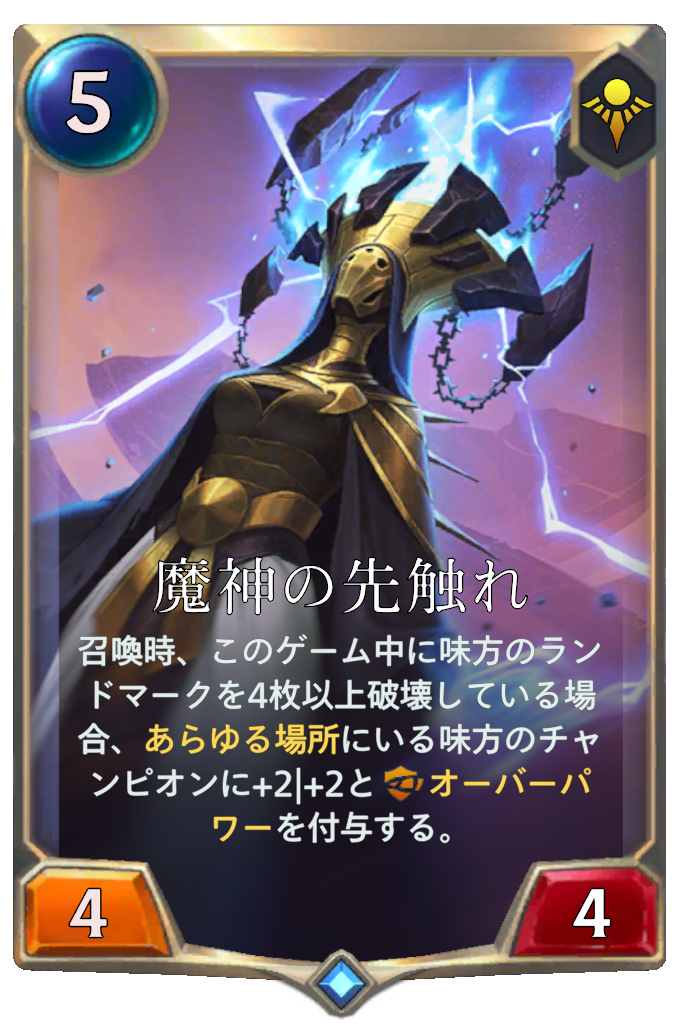 5
魔神の先触れ
召喚時、このゲーム中に味方のラン
ドマークを4枚以上破壊している場
合、あらゆる場所にいる味方のチャ
ンピオンに+2|+2とオーバーパ
ワーを付与する。
4
4